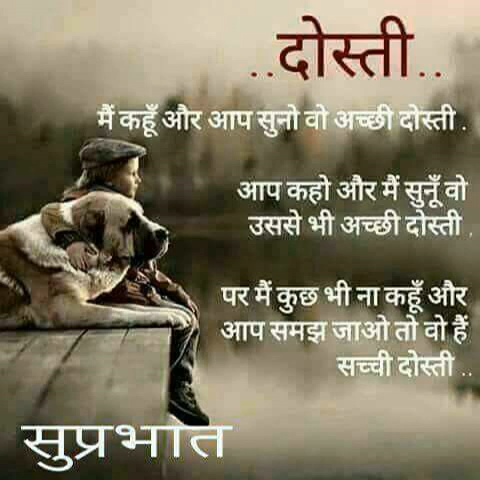 ..दोस्ती..
मैं कहूँ और आप सुनो वो अच्छी दोस्ती .
आप कहो और मैं सुनूँ वो
उससे भी अच्छी दोस्ती .
पर मैं कुछ भी ना कहूँ और
आप समझ जाओ तो वो हैं
सच्ची दोस्ती ..
सुप्रभात